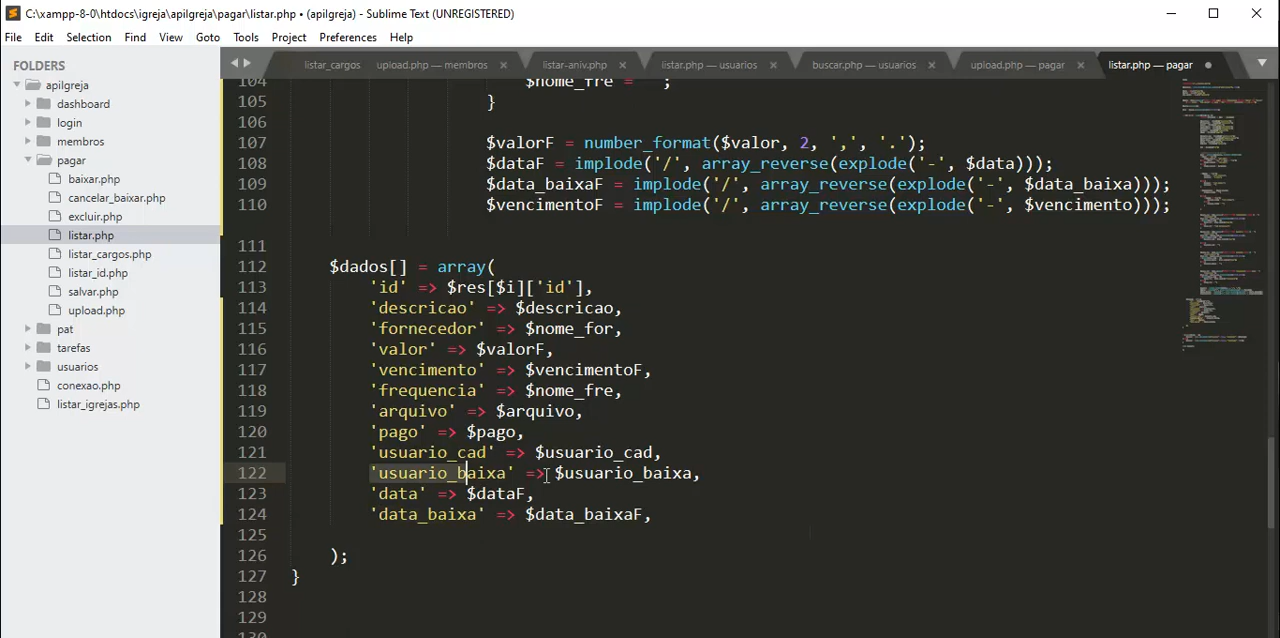 C:\xampp-8-0\htdocs\igreja\apiIgreja\pagar\listar.php • (apiIgreja) - Sublime Text (UNREGISTERED)
File Edit Selection Find View Goto Tools Project Preferences Help
FOLDERS
apiIgreja
dashboard
login
membros
pagar
baixar.php
cancelar_baixar.php
excluir.php
listar.php
listar_cargos.php
listar_id.php
salvar.php
upload.php
pat
tarefas
usuarios
conexao.php
listar_igrejas.php
listar_cargos upload.php — membros × listar-aniv.php × listar.php — usuarios × buscar.php — usuarios × upload.php — pagar × listar.php — pagar
104 $nome_fre = ;
105 }
106
107 $valorF = number_format($valor, 2, ',', '.');
108 $dataF = implode('/', array_reverse(explode('-', $data)));
109 $data_baixaF = implode('/', array_reverse(explode('-', $data_baixa)));
110 $vencimentoF = implode('/', array_reverse(explode('-', $vencimento)));
111
112 $dados[] = array(
113 'id' => $res[$i]['id'],
114 'descricao' => $descricao,
115 'fornecedor' => $nome_for,
116 'valor' => $valorF,
117 'vencimento' => $vencimentoF,
118 'frequencia' => $nome_fre,
119 'arquivo' => $arquivo,
120 'pago' => $pago,
121 'usuario_cad' => $usuario_cad,
122 'usuario_baixa' => $usuario_baixa,
123 'data' => $dataF,
124 'data_baixa' => $data_baixaF,
125
126 );
127 }
128
129
130